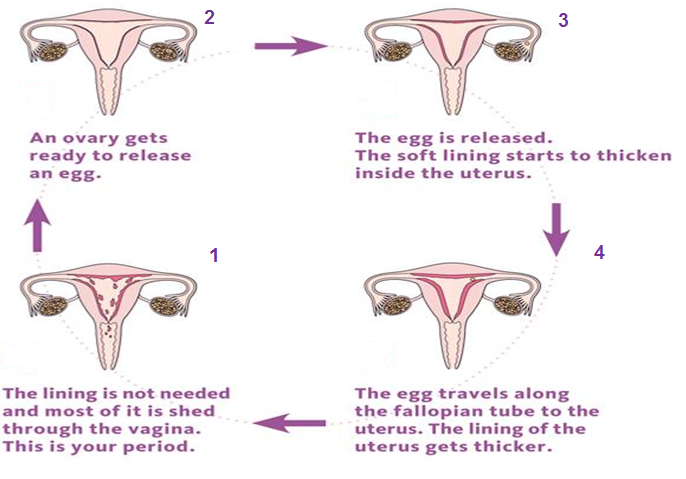 2
An ovary gets
ready to release
an egg.
3
The egg is released.
The soft lining starts to thicken
inside the uterus.
1
The lining is not needed
and most of it is shed
through the vagina.
This is your period.
4
The egg travels along
the fallopian tube to the
uterus. The lining of the
uterus gets thicker.